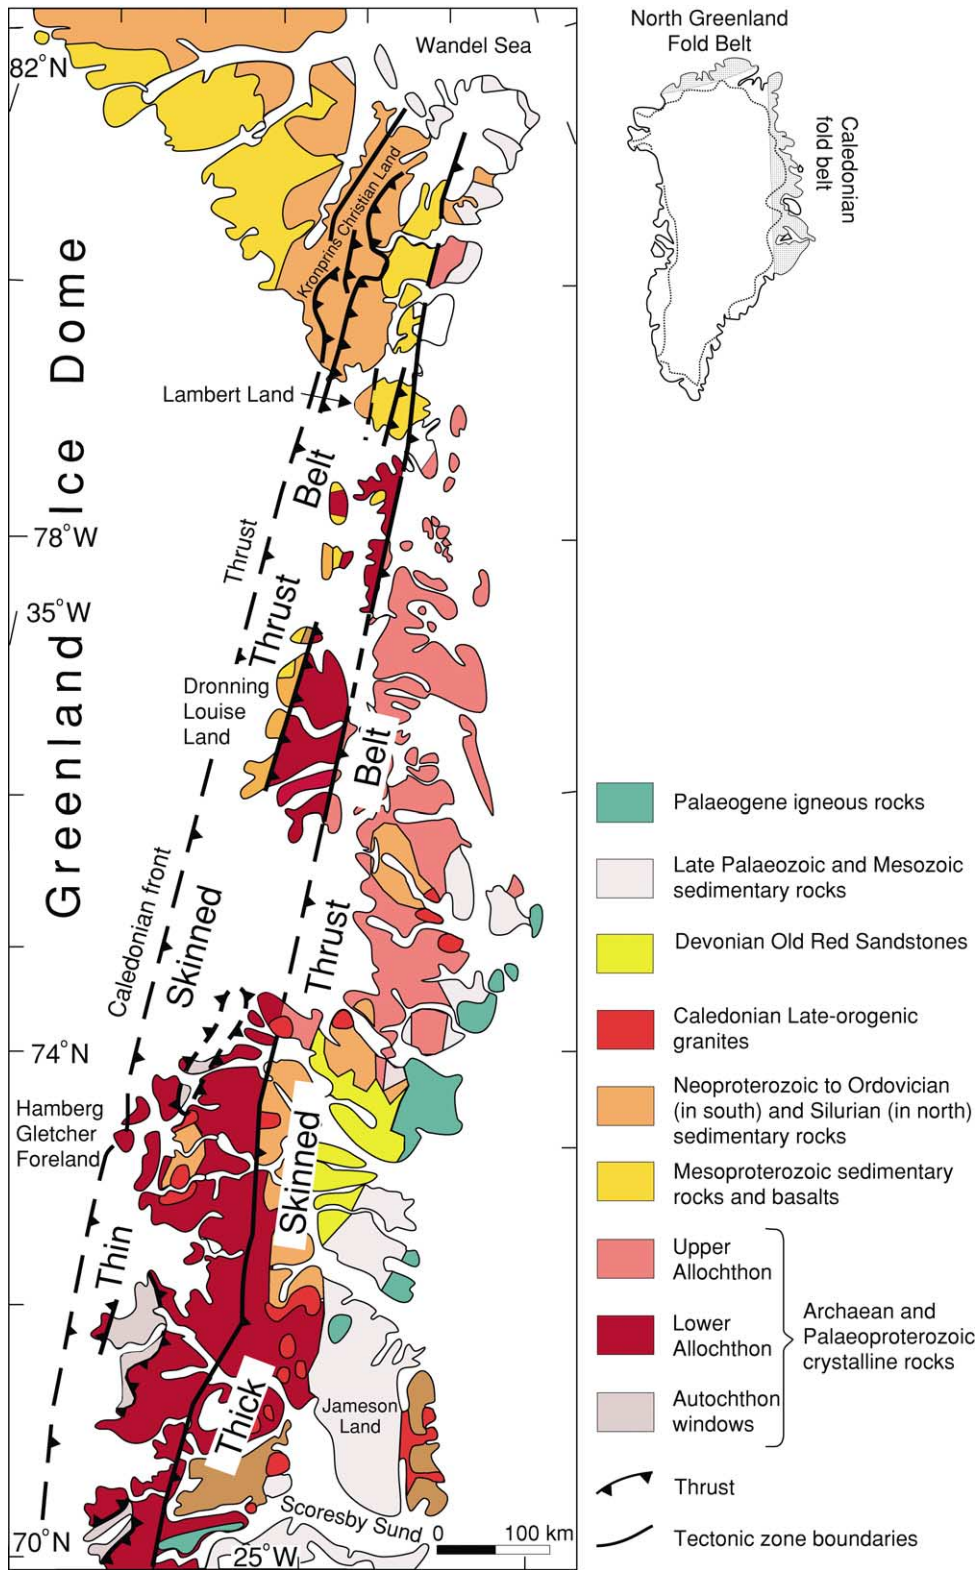 North Greenland
Fold Belt
Caledonian
fold belt
Wandel Sea
82°N
Kronprins Christian Land
Greenland Ice Dome
Lambert Land
Thrust
Belt
78°W
35°W
Thrust
Dronning
Louise
Land
Belt
Caledonian front
Skinned
Thrust
74°N
Hamberg
Gletcher
Foreland
Skinned
Thin
Thick
Jameson
Land
Scoresby Sund
70°N
25°W
0 100 km
Palaeogene igneous rocks
Late Palaeozoic and Mesozoic
sedimentary rocks
Devonian Old Red Sandstones
Caledonian Late-orogenic
granites
Neoproterozoic to Ordovician
(in south) and Silurian (in north)
sedimentary rocks
Mesoproterozoic sedimentary
rocks and basalts
Upper
Allochthon
Lower
Allochthon
Autochthon
windows
Archaean and
Palaeoproterozoic
crystalline rocks
Thrust
Tectonic zone boundaries